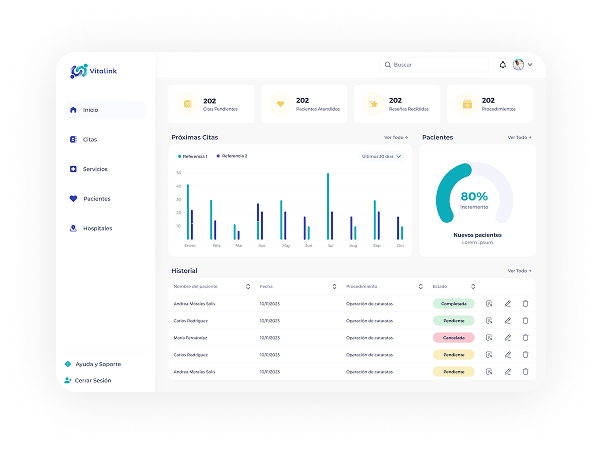 Vitalink
Buscar
Inicio
Citas
Servicios
Pacientes
Hospitales
Ayuda y Soporte
Cerrar Sesión
202
Citas Pendientes
202
Pacientes Atendidos
202
Reseñas Recibidas
202
Procedimientos
Próximas Citas
Ver Todo
Referencia 1
Referencia 2
Últimos 30 días
50
40
30
20
10
Enero
Feb
Mar
Apr
May
Jun
Jul
Aug
Sep
Oct
Pacientes
Ver Todo
80%
Incremento
Nuevos pacientes
Lorem ipsum
Historial
Ver Todo
Nombre del paciente Fecha Procedimiento Estado
Andrea Morales Solis 10/11/2023 Operación de cataratas Completada
Carlos Rodríguez 10/11/2023 Operación de cataratas Pendiente
María Fernández 10/11/2023 Operación de cataratas Cancelada
Carlos Rodríguez 10/11/2023 Operación de cataratas Pendiente
Andrea Morales Solis 10/11/2023 Operación de cataratas Pendiente